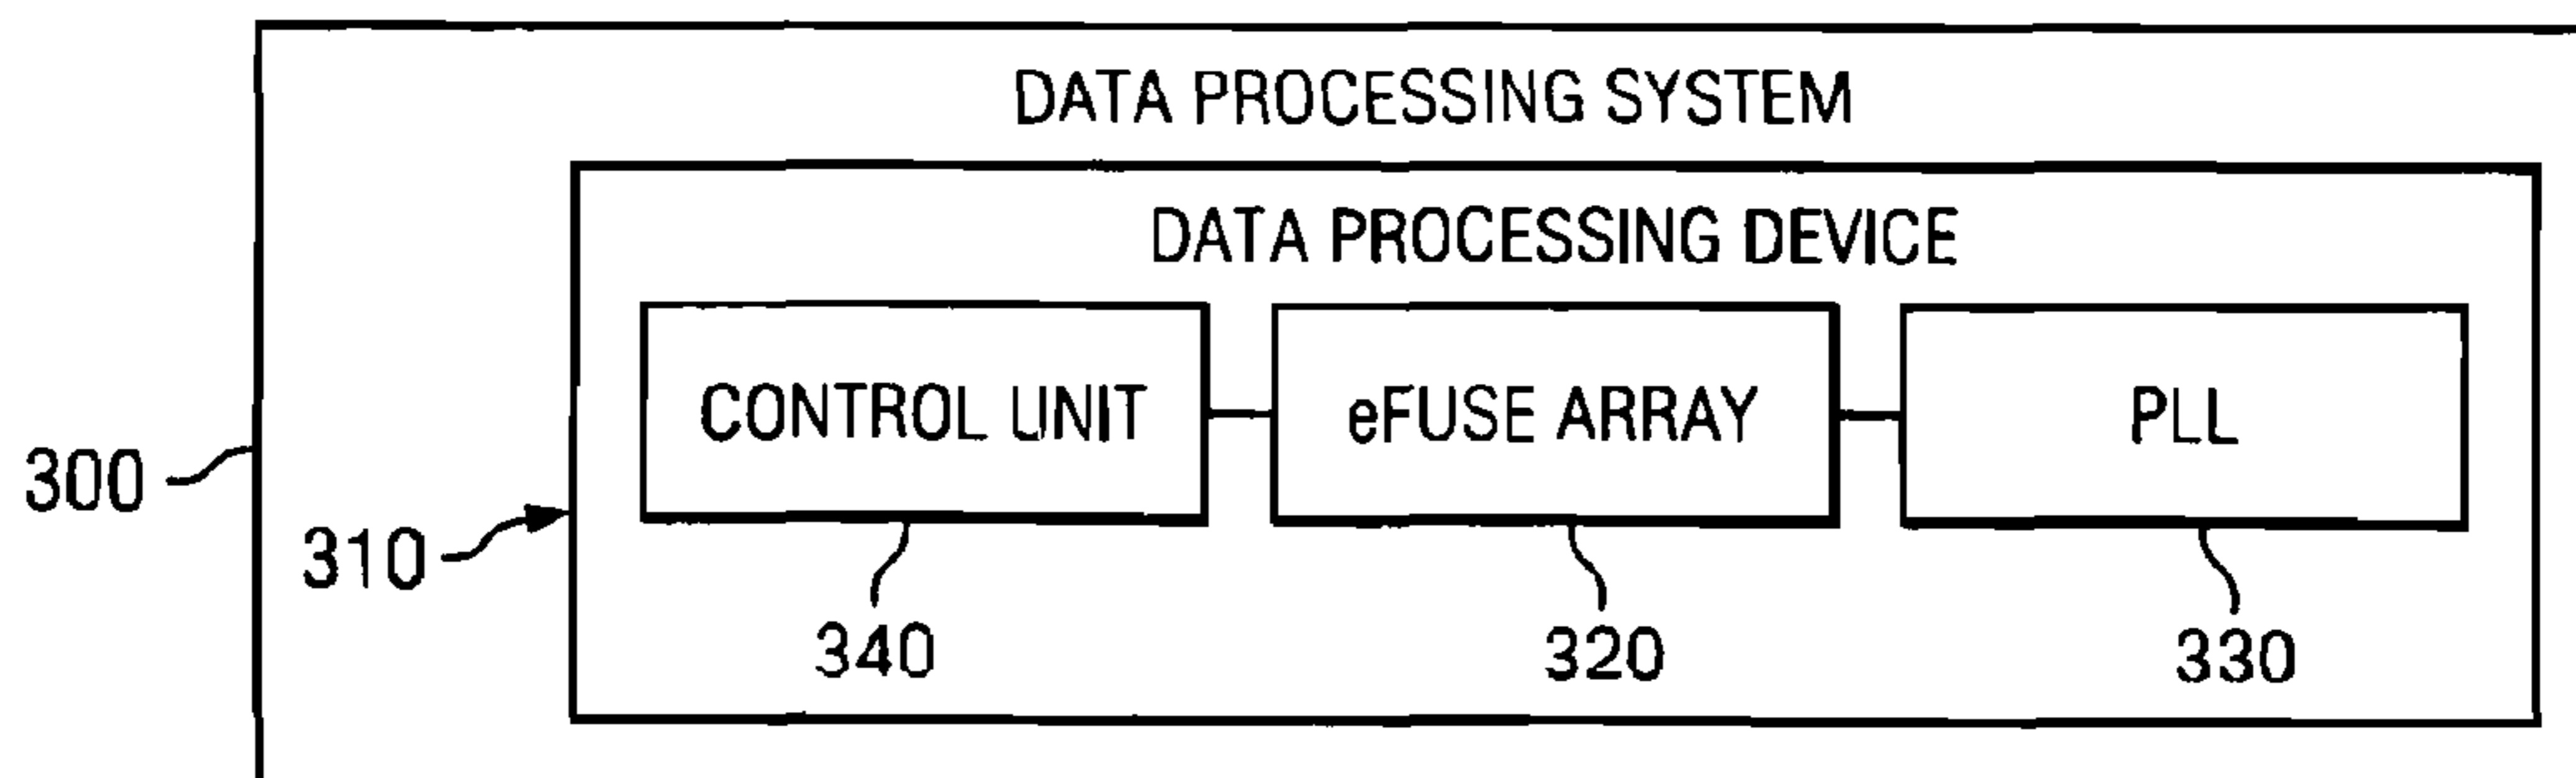 DATA PROCESSING SYSTEM
DATA PROCESSING DEVICE
CONTROL UNIT
eFUSE ARRAY
PLL
300
310
340
320
330